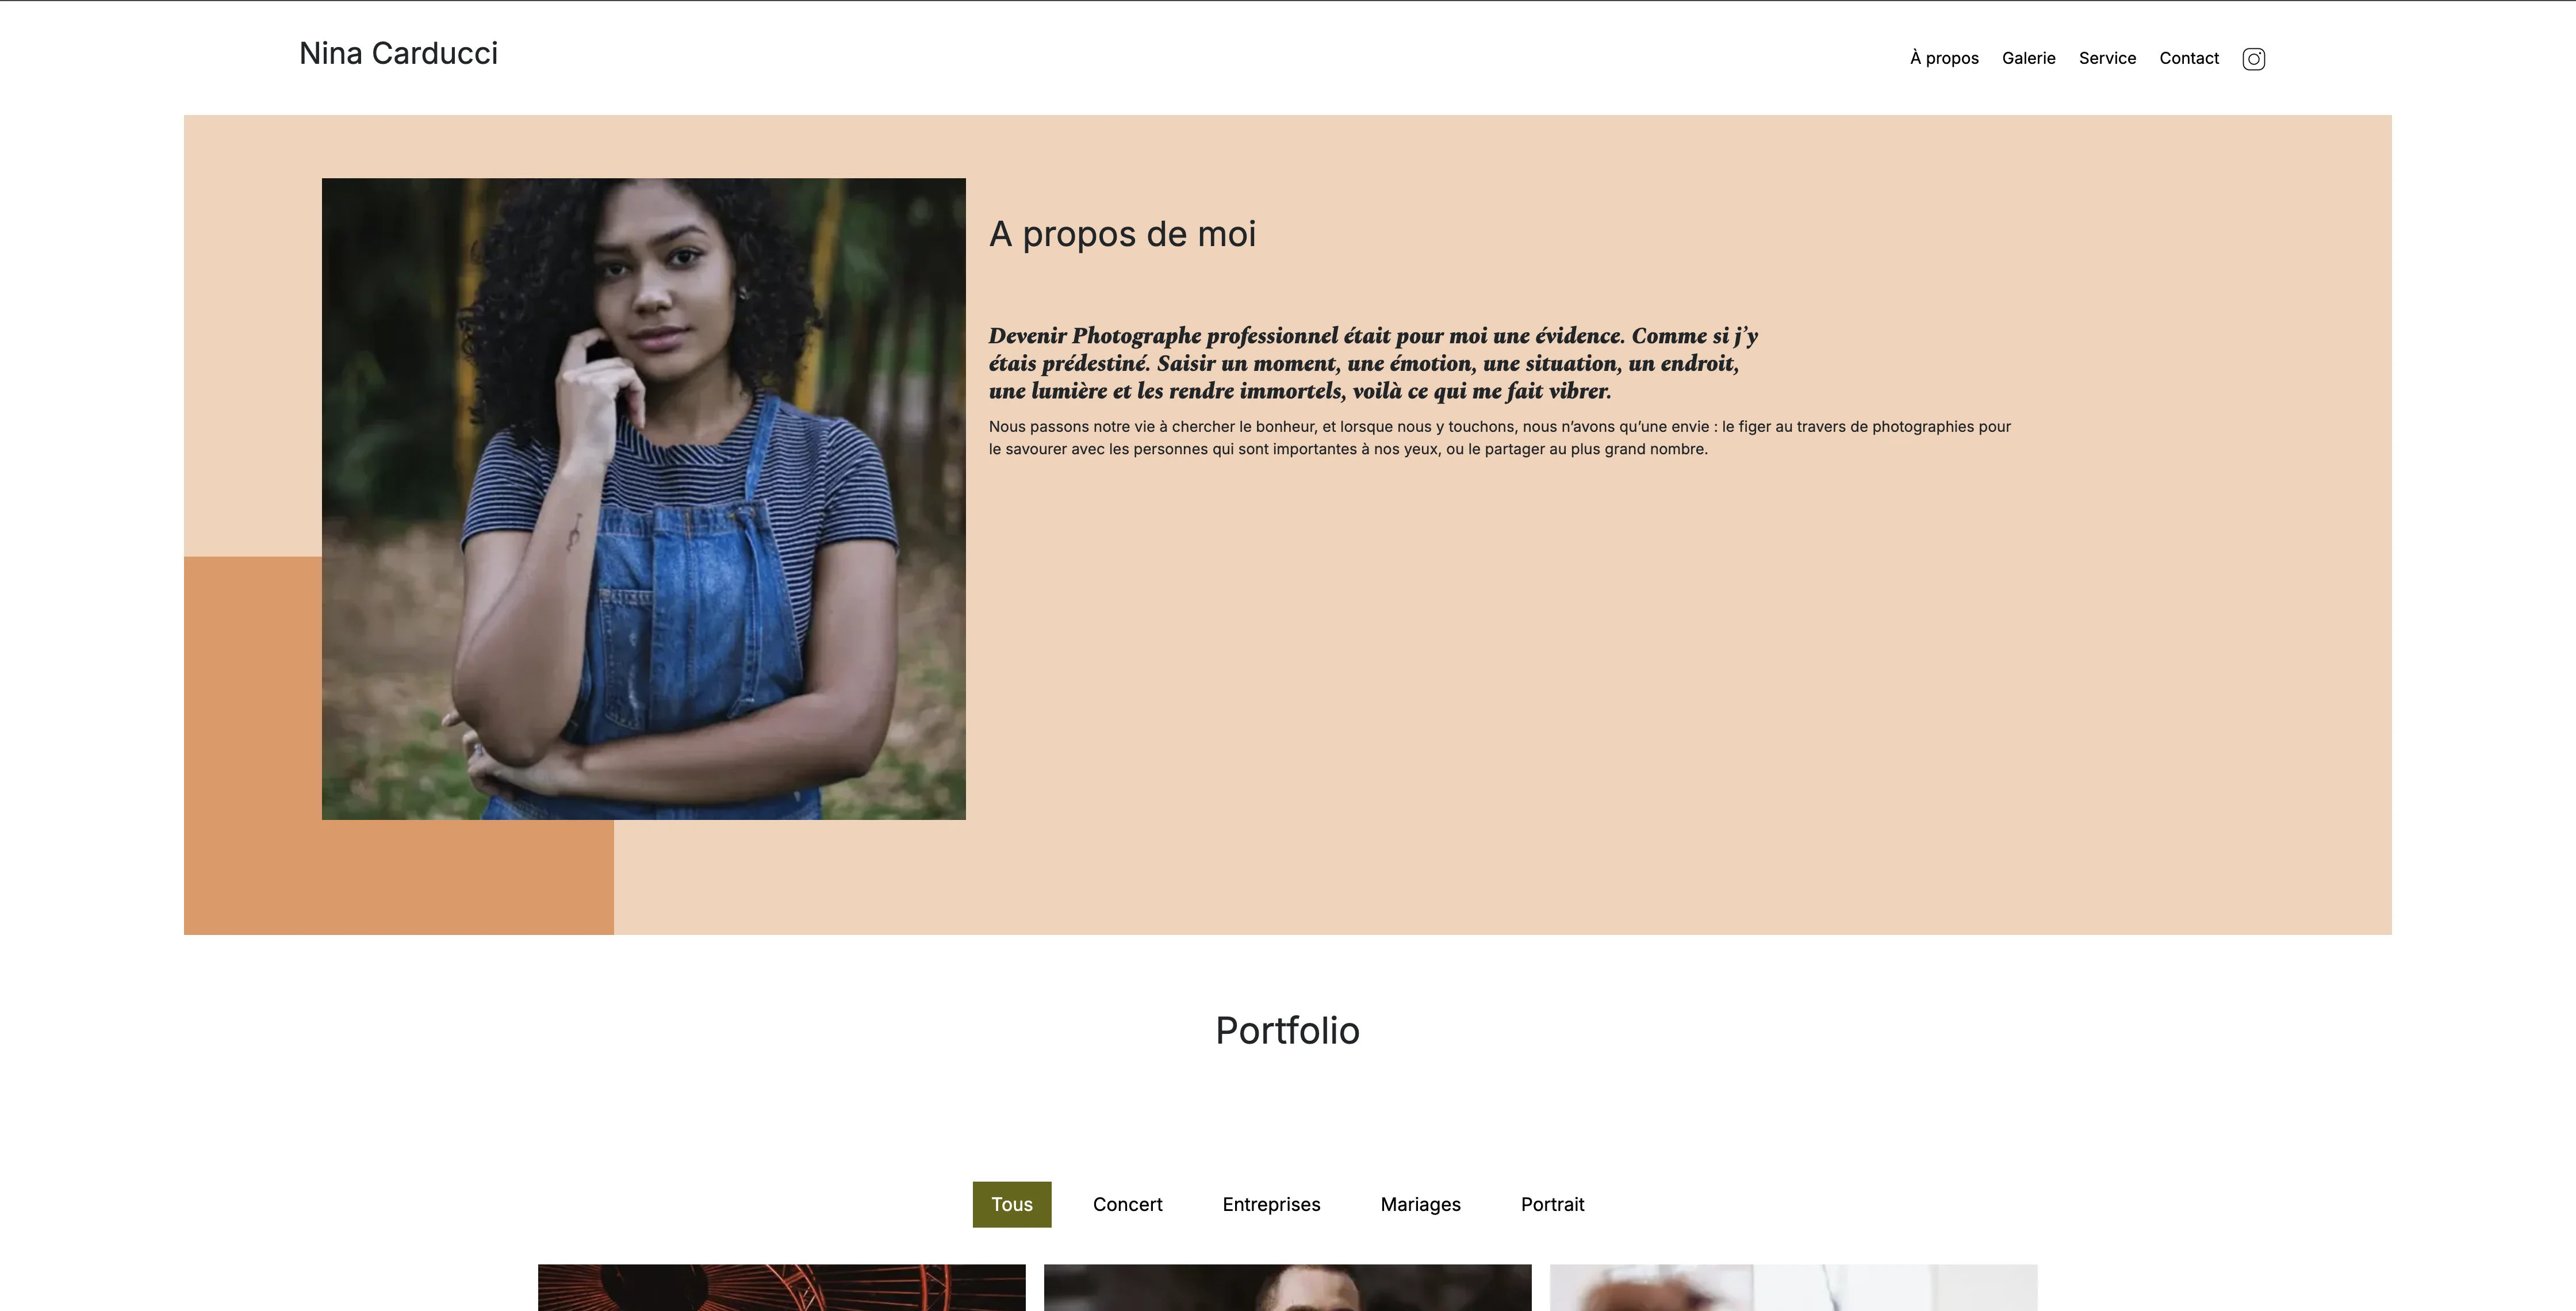 Nina Carducci
À propos Galerie Service Contact
A propos de moi
Devenir Photographe professionnel était pour moi une évidence. Comme si j’y
étais prédestiné. Saisir un moment, une émotion, une situation, un endroit,
une lumière et les rendre immortels, voilà ce qui me fait vibrer.
Nous passons notre vie à chercher le bonheur, et lorsque nous y touchons, nous n’avons qu’une envie : le figer au travers de photographies pour
le savourer avec les personnes qui sont importantes à nos yeux, ou le partager au plus grand nombre.
Portfolio
Tous Concert Entreprises Mariages Portrait